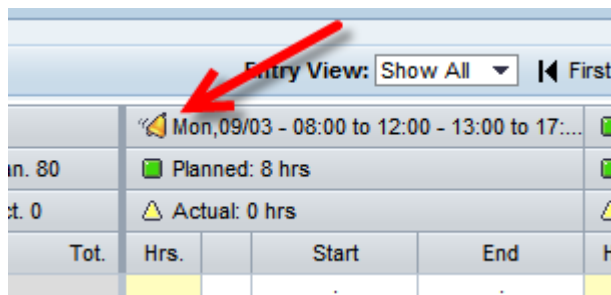 Entry View: Show All First
Mon,09/03 - 08:00 to 12:00 - 13:00 to 17:...
an. 80 Planned: 8 hrs
ct. 0 Actual: 0 hrs
Tot. Hrs. Start End H